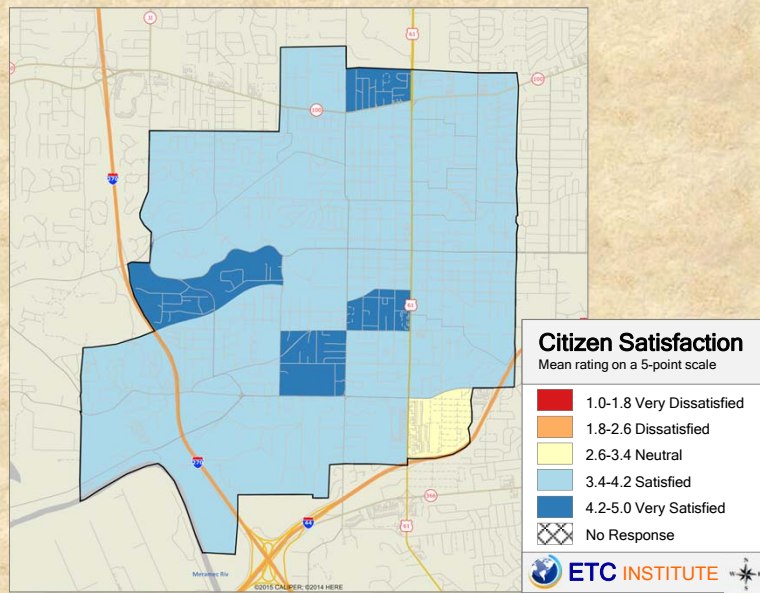 61
100
100
270
61
Citizen Satisfaction
Mean rating on a 5-point scale
1.0-1.8 Very Dissatisfied
1.8-2.6 Dissatisfied
2.6-3.4 Neutral
3.4-4.2 Satisfied
4.2-5.0 Very Satisfied
No Response
270
366
44
61
Meramec Riv
©2015 CALIPER; ©2014 HERE
ETC INSTITUTE
N